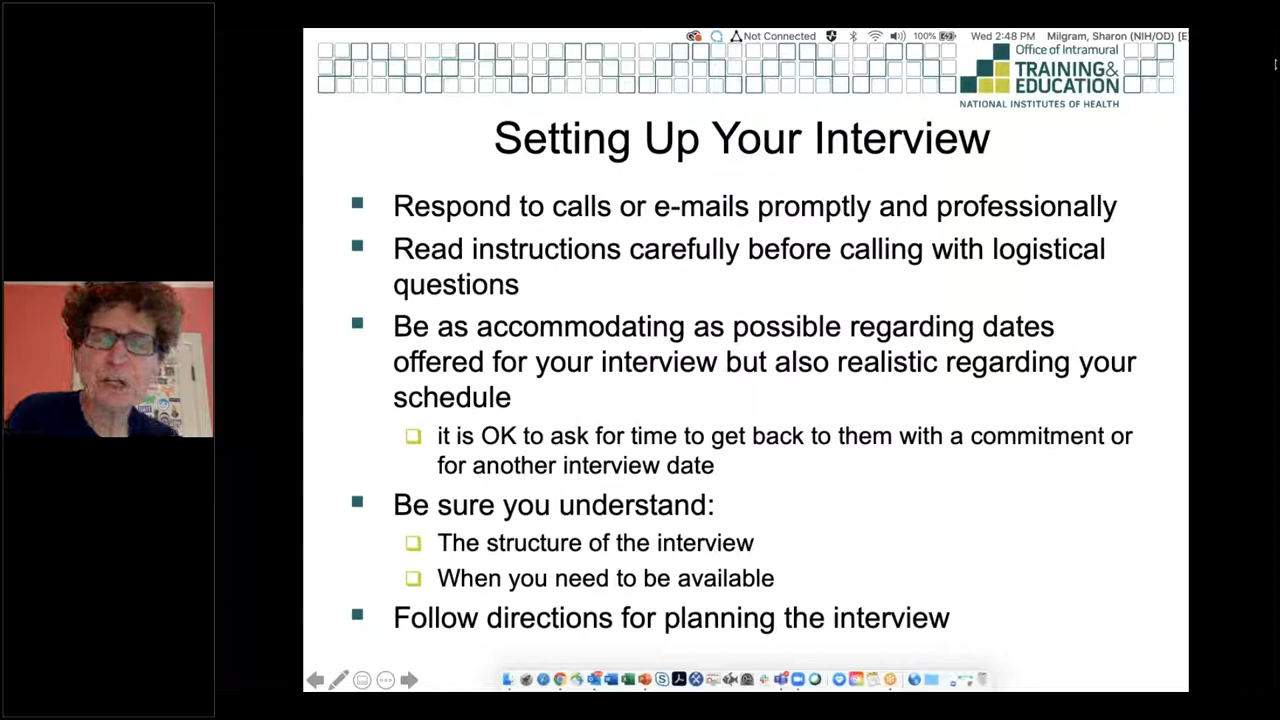 Not Connected 100% Wed 2:48 PM Milgram, Sharon (NIH/OD) [E
Office of Intramural
TRAINING&
EDUCATION
NATIONAL INSTITUTES OF HEALTH
Setting Up Your Interview
Respond to calls or e-mails promptly and professionally
Read instructions carefully before calling with logistical
questions
Be as accommodating as possible regarding dates
offered for your interview but also realistic regarding your
schedule
it is OK to ask for time to get back to them with a commitment or
for another interview date
Be sure you understand:
The structure of the interview
When you need to be available
Follow directions for planning the interview